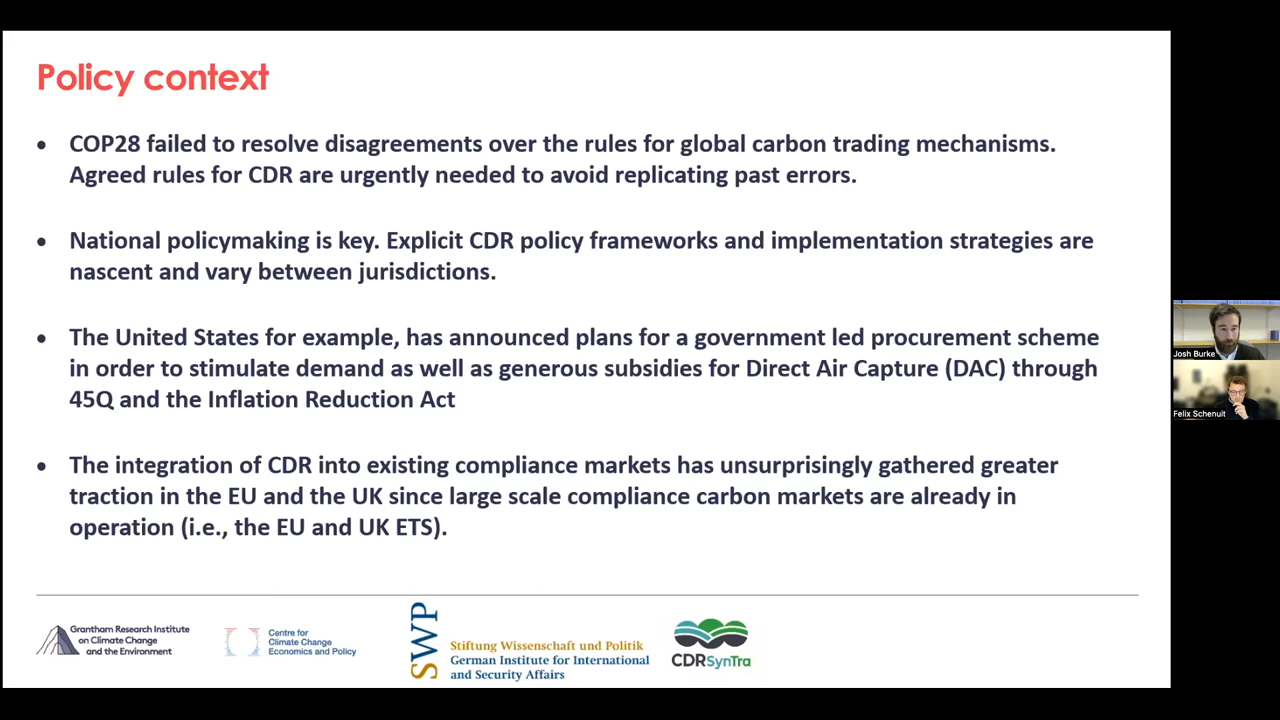 Policy context
• COP28 failed to resolve disagreements over the rules for global carbon trading mechanisms.
Agreed rules for CDR are urgently needed to avoid replicating past errors.
• National policymaking is key. Explicit CDR policy frameworks and implementation strategies are
nascent and vary between jurisdictions.
• The United States for example, has announced plans for a government led procurement scheme
in order to stimulate demand as well as generous subsidies for Direct Air Capture (DAC) through
45Q and the Inflation Reduction Act
• The integration of CDR into existing compliance markets has unsurprisingly gathered greater
traction in the EU and the UK since large scale compliance carbon markets are already in
operation (i.e., the EU and UK ETS).
Grantham Research Institute
on Climate Change
and the Environment
Centre for
Climate Change
Economics and Policy
SWP
Stiftung Wissenschaft und Politik
German Institute for International
and Security Affairs
CDRSynTra
Josh Burke
Felix Schenuit